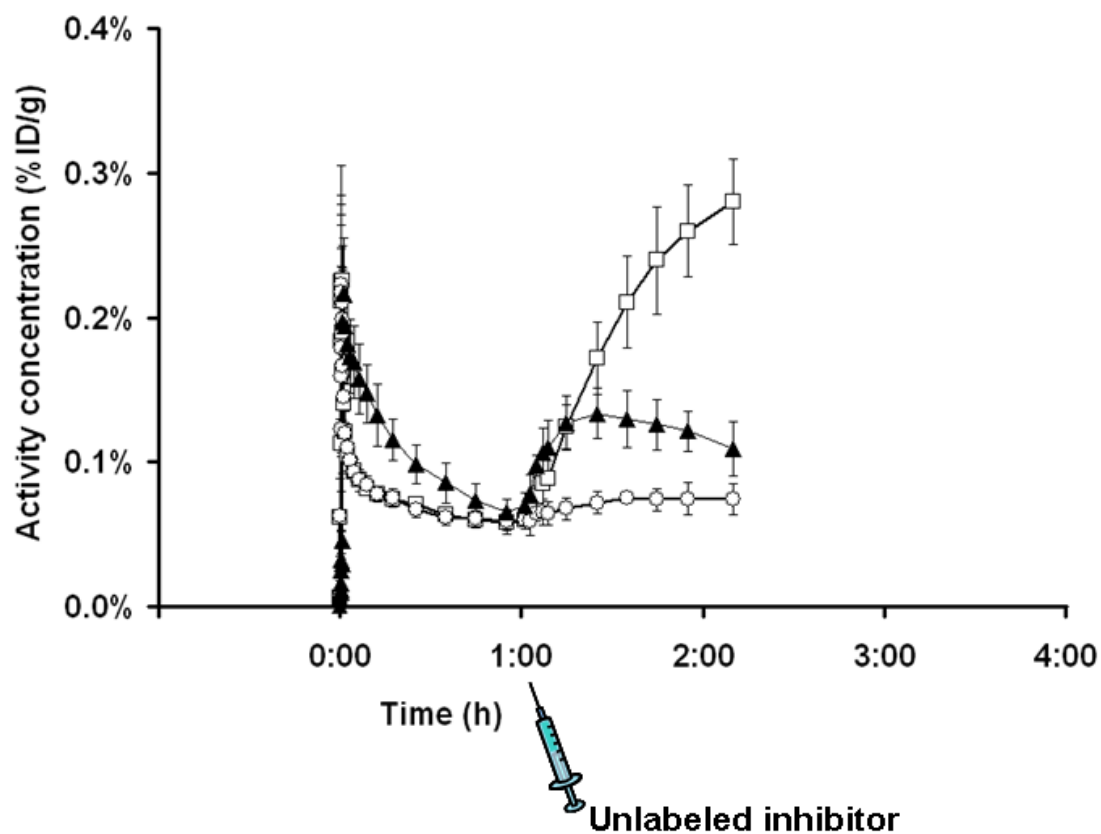 Activity concentration (% ID/g)
0.4%
0.3%
0.2%
0.1%
0.0%
0:00 1:00 2:00 3:00 4:00
Time (h)
Unlabeled inhibitor